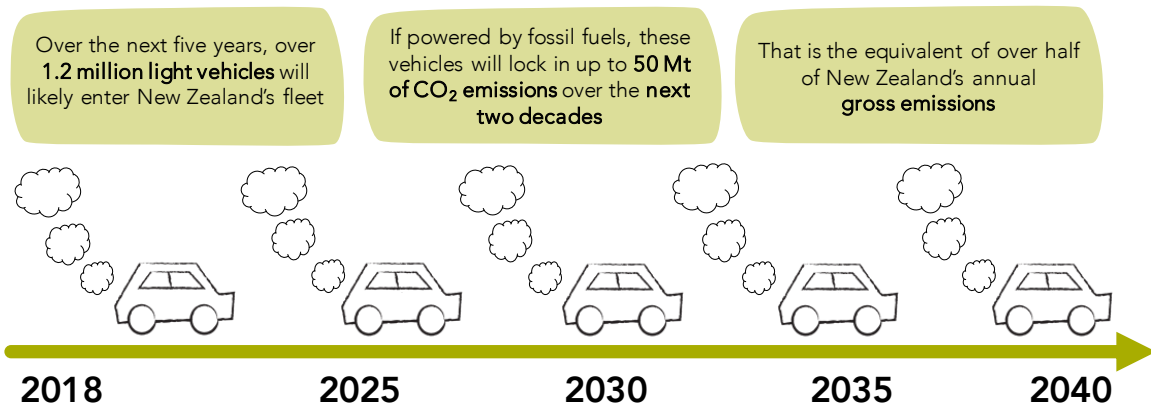 Over the next five years, over
1.2 million light vehicles will
likely enter New Zealand's fleet
If powered by fossil fuels, these
vehicles will lock in up to 50 Mt
of CO₂ emissions over the next
two decades
That is the equivalent of over half
of New Zealand's annual
gross emissions
2018
2025
2030
2035
2040